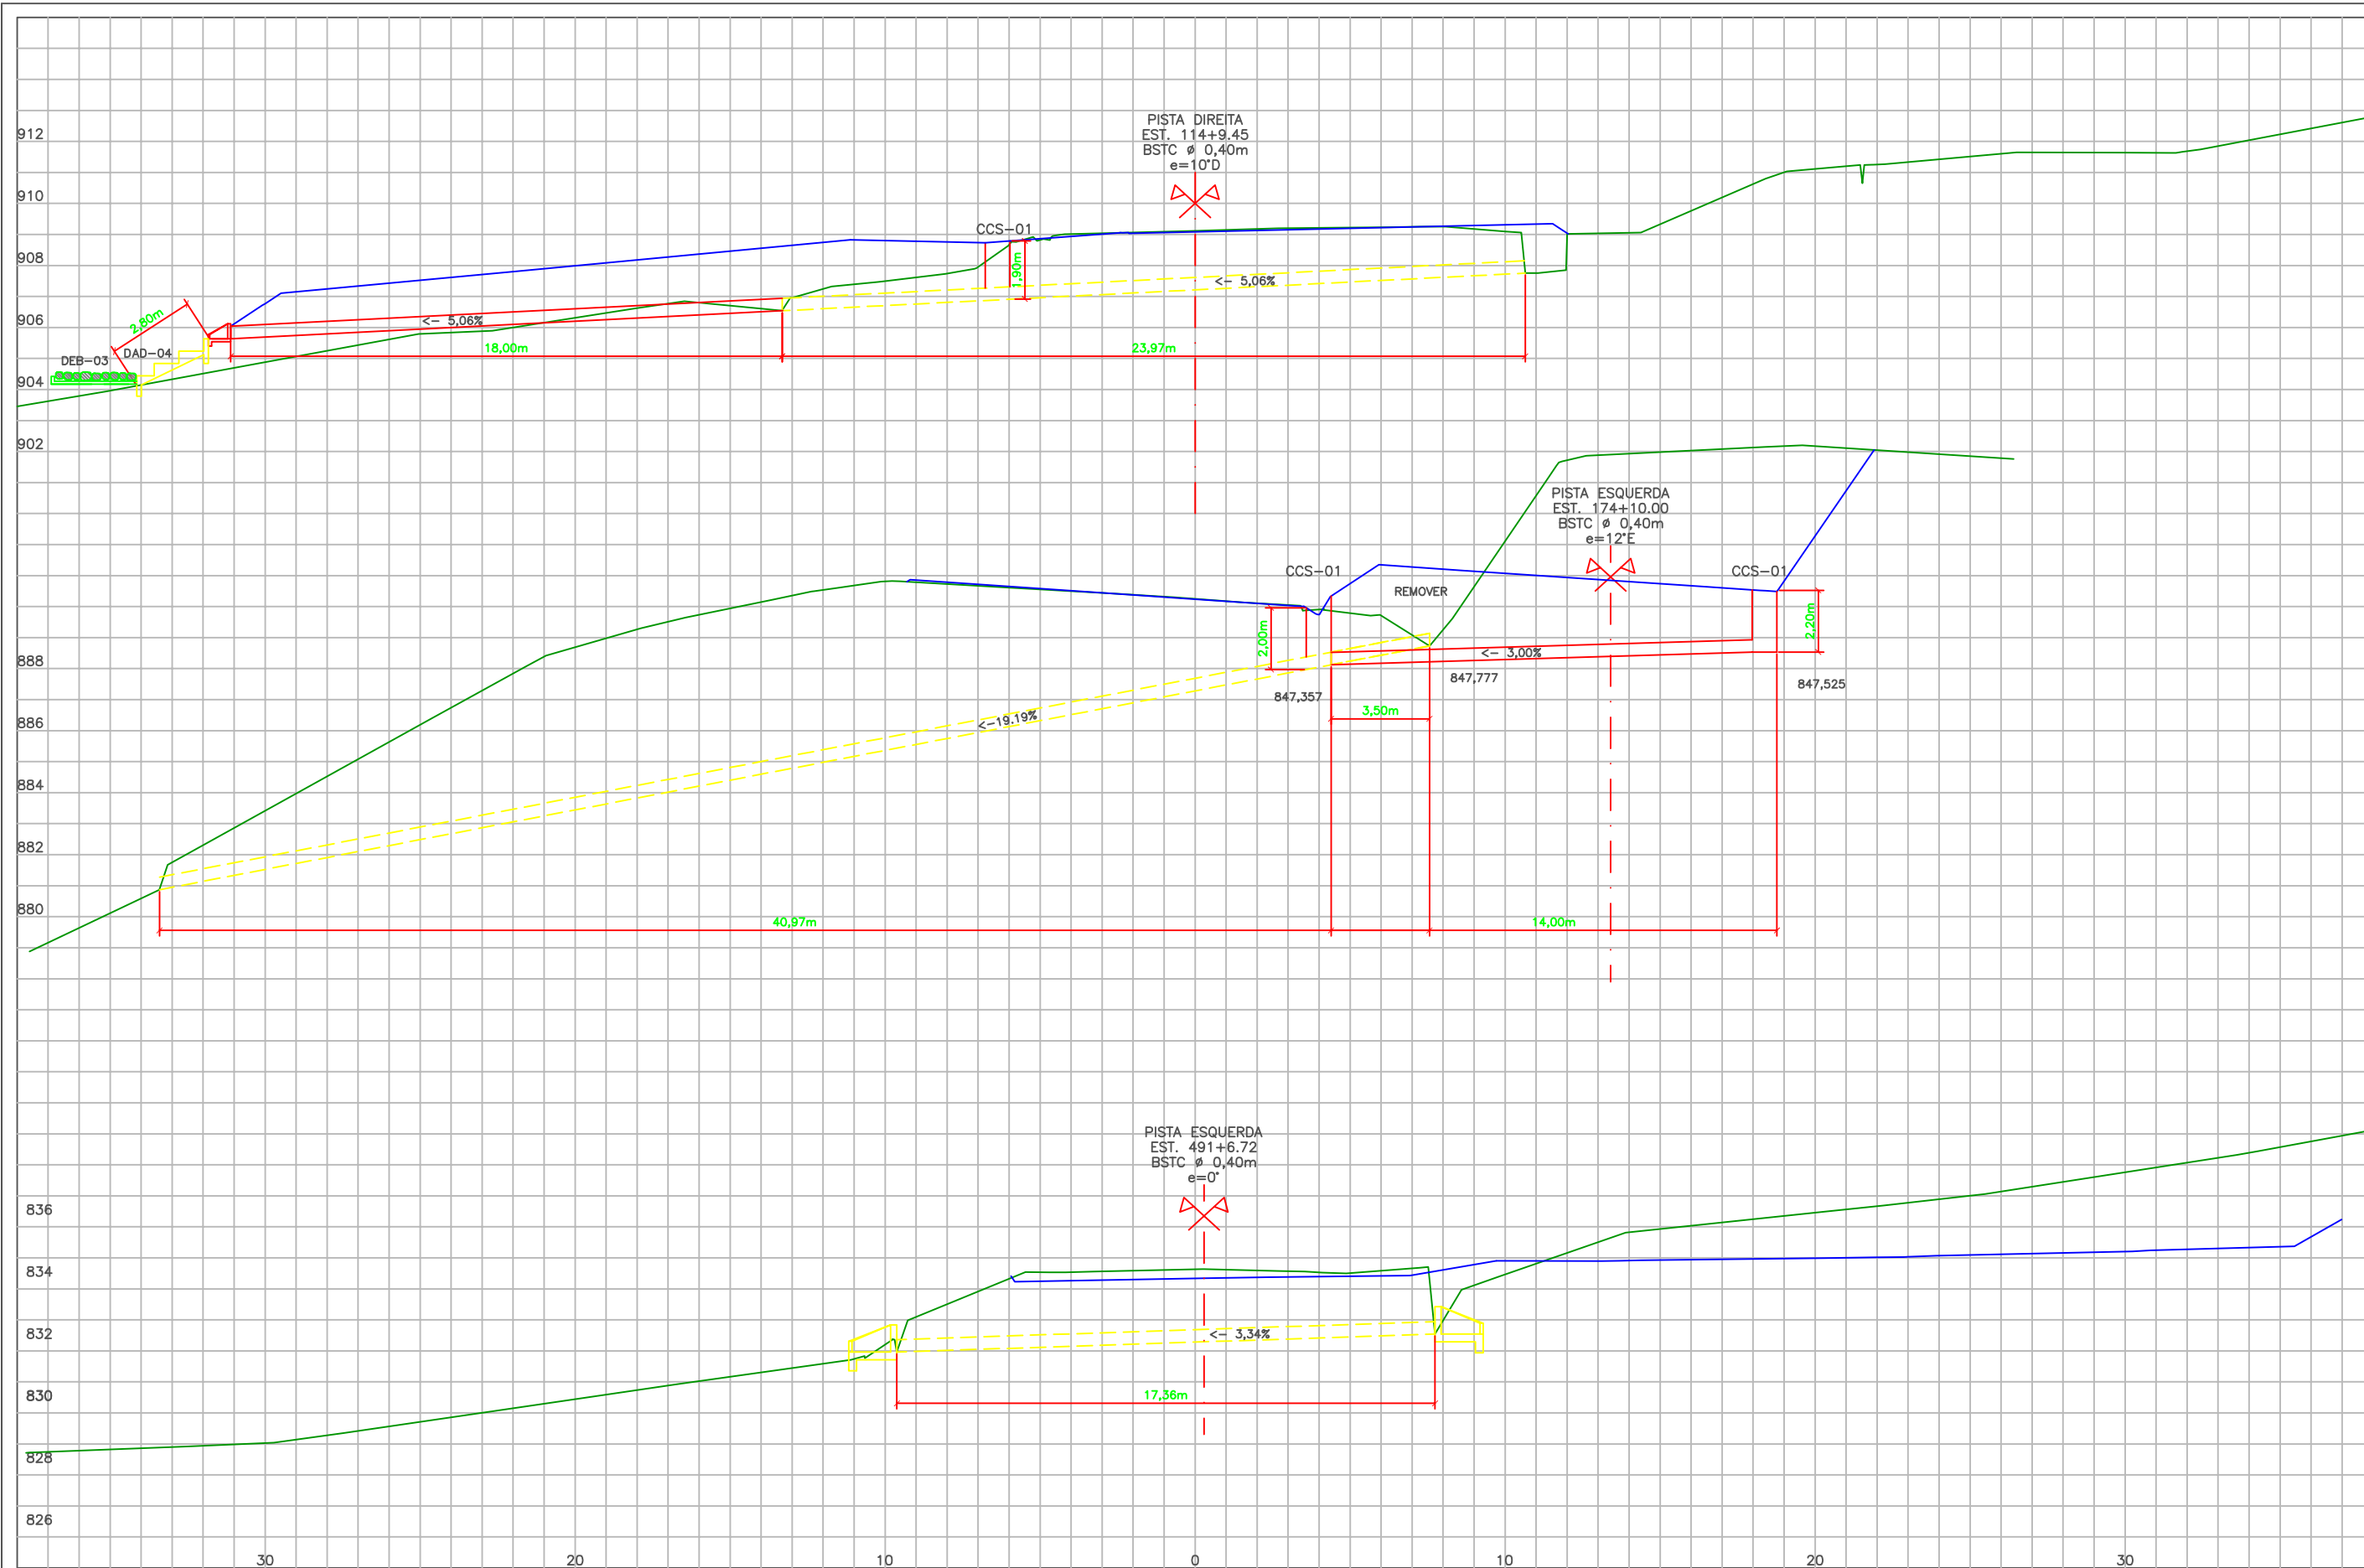 912
PISTA DIREITA
EST. 114+9.45
BSTC ø 0,40m
e=10°D
910
CCS-01
908
1,90m
<- 5,06%
906
2,80m
<- 5,06%
18,00m
23,97m
DEB-03
DAD-04
904
902
PISTA ESQUERDA
EST. 174+10.00
BSTC ø 0,40m
e=12°E
CCS-01
CCS-01
REMOVER
2,00m
2,20m
888
<- 3,00%
847,357
847,777
847,525
886
<-19.19%
3,50m
884
882
880
40,97m
14,00m
PISTA ESQUERDA
EST. 491+6.72
BSTC ø 0,40m
e=0°
836
834
832
<- 3,34%
830
17,36m
828
826
30
20
10
0
10
20
30